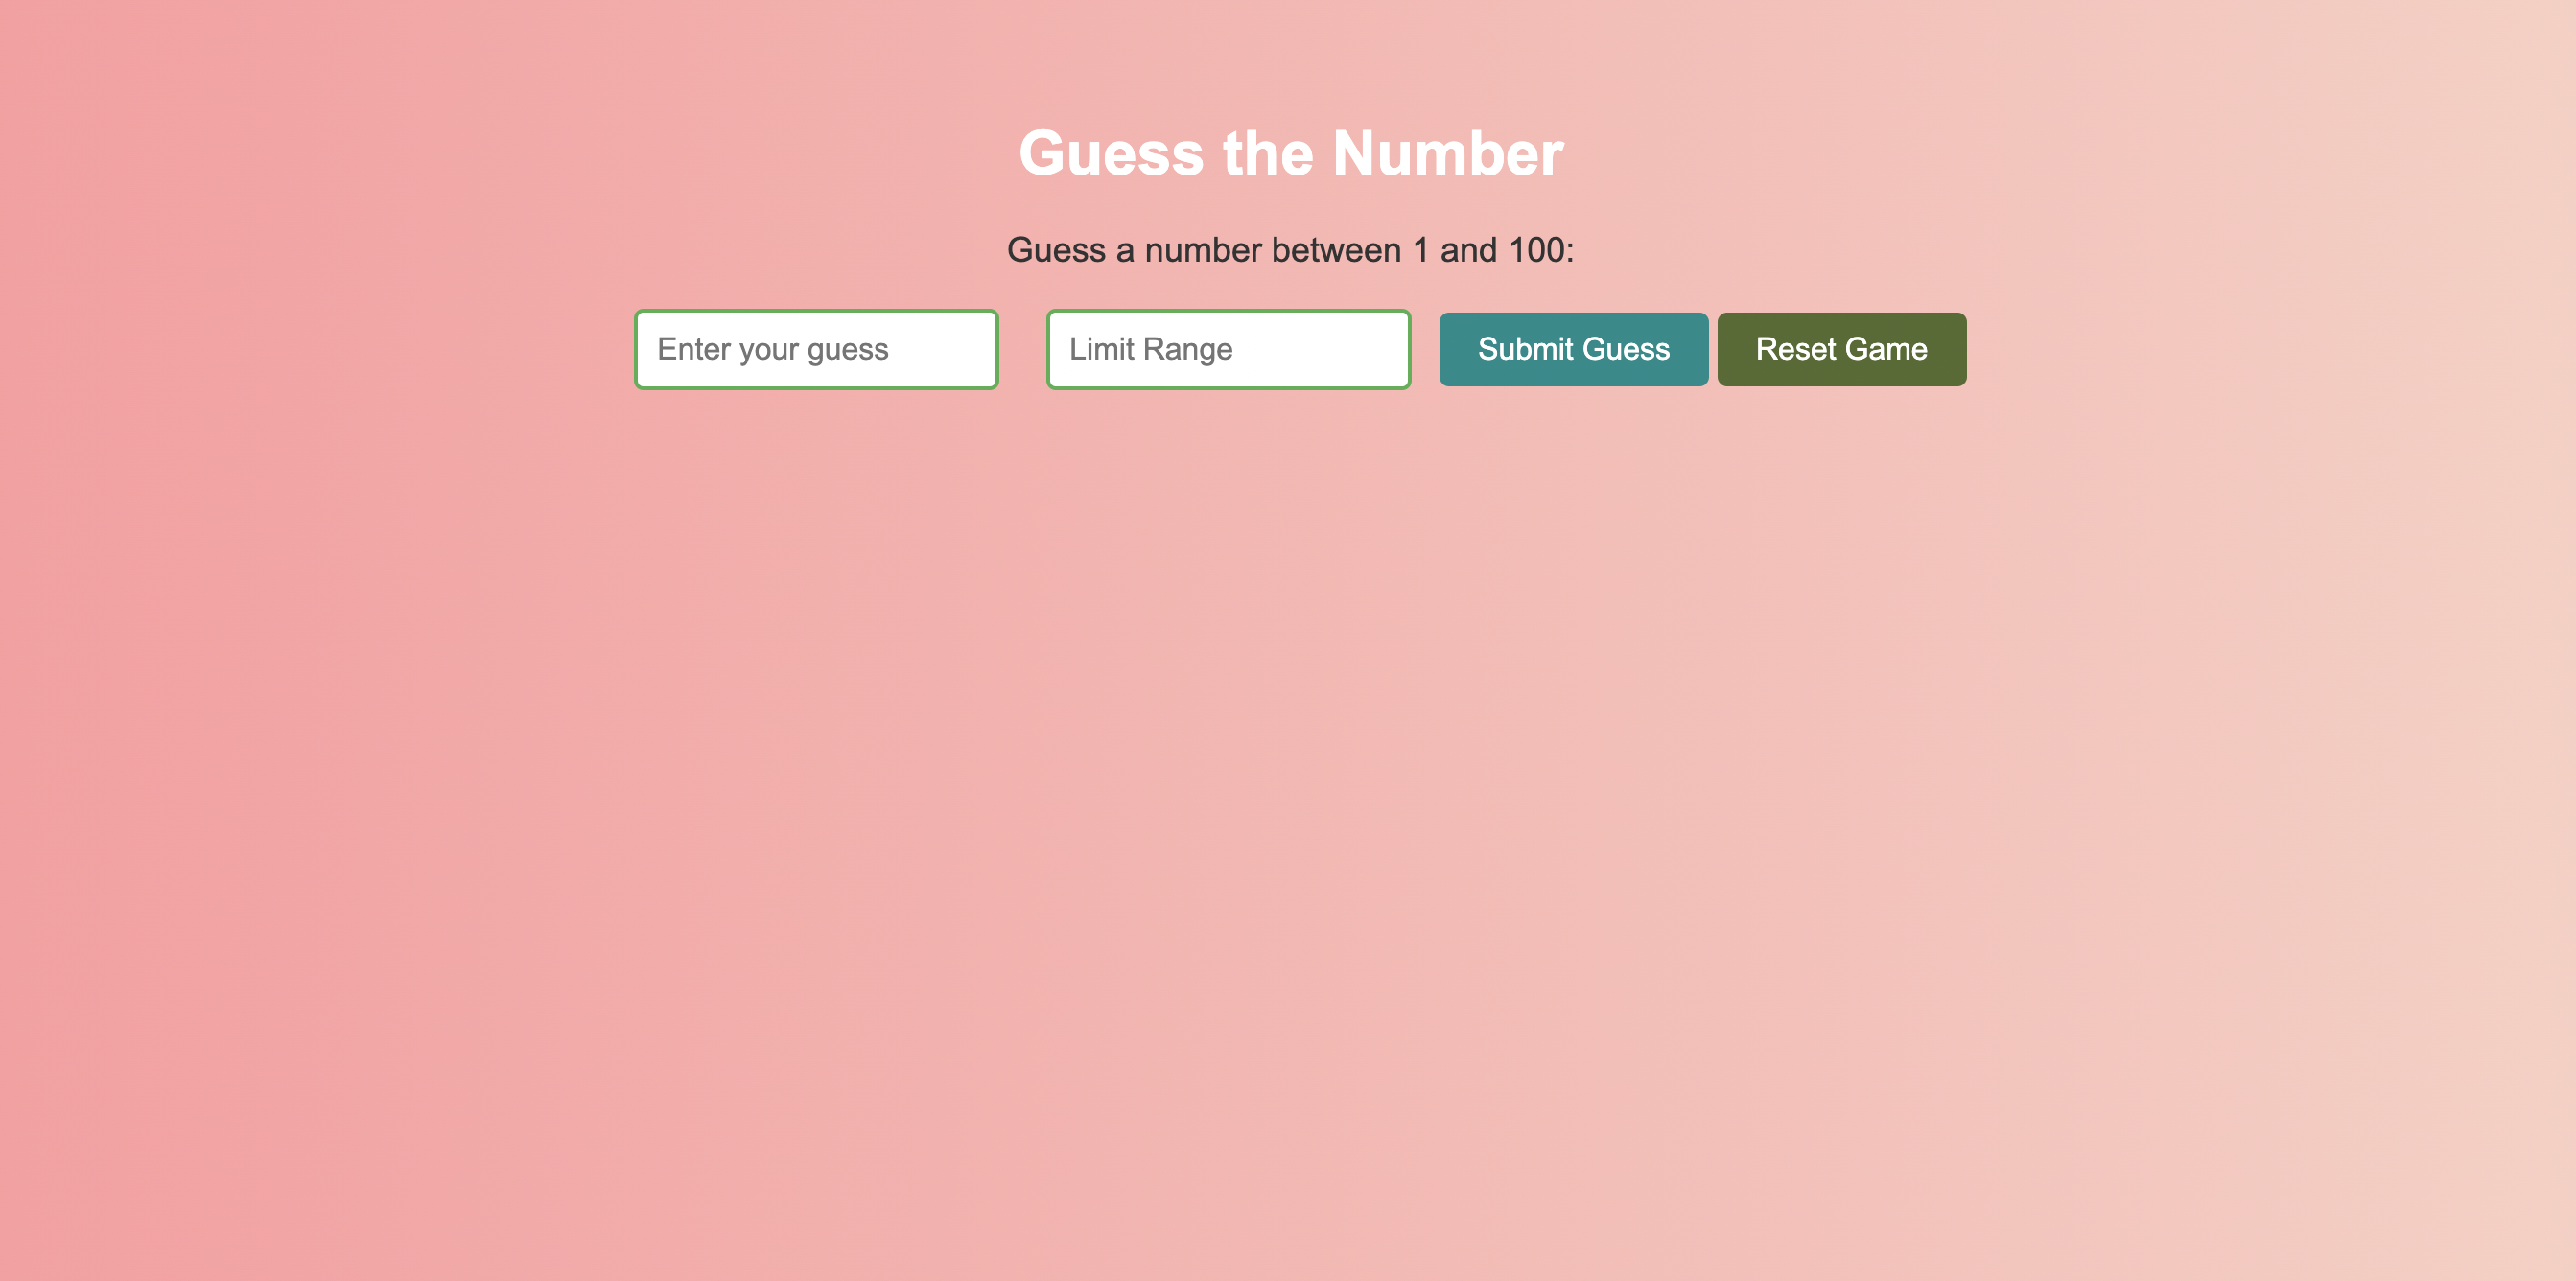 Guess the Number
Guess a number between 1 and 100:
Enter your guess Limit Range Submit Guess Reset Game